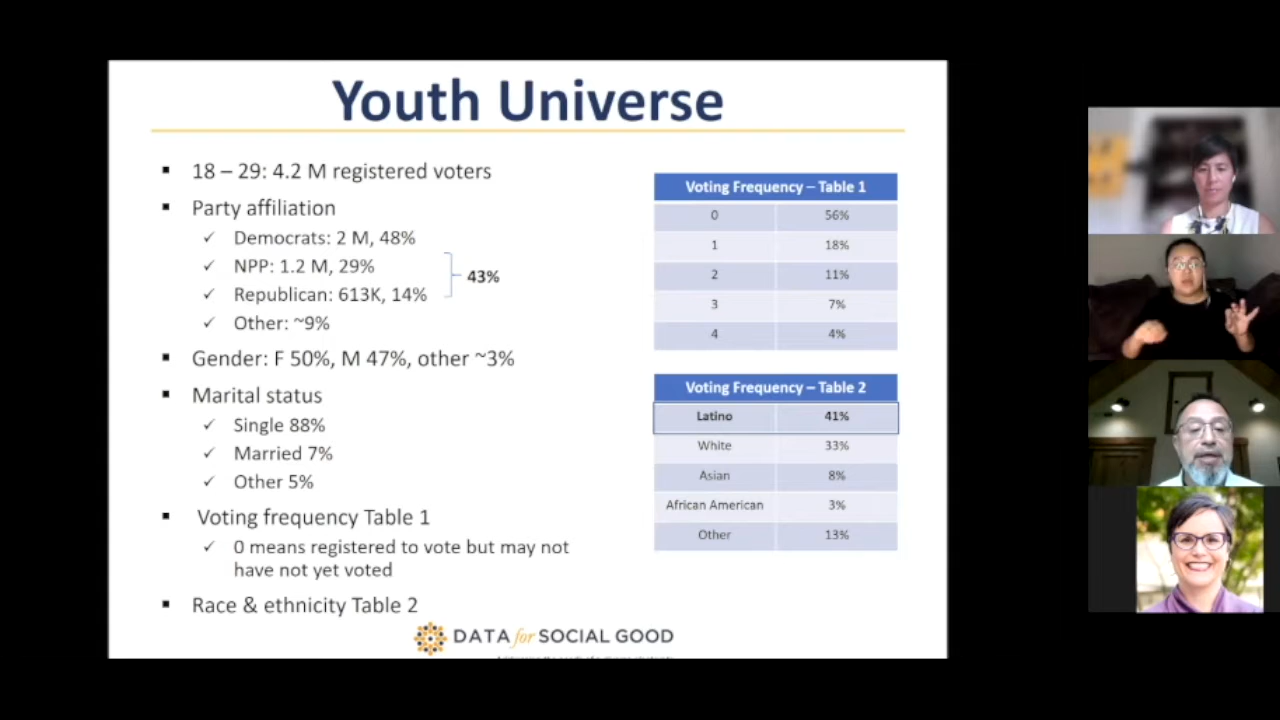 Youth Universe
18 – 29: 4.2 M registered voters
Party affiliation
Democrats: 2 M, 48%
NPP: 1.2 M, 29%
43%
Republican: 613K, 14%
Other: ~9%
Gender: F 50%, M 47%, other ~3%
Marital status
Single 88%
Married 7%
Other 5%
Voting frequency Table 1
0 means registered to vote but may not
have not yet voted
Race & ethnicity Table 2
Voting Frequency – Table 1
0 56%
1 18%
2 11%
3 7%
4 4%
Voting Frequency – Table 2
Latino 41%
White 33%
Asian 8%
African American 3%
Other 13%
DATA for SOCIAL GOOD